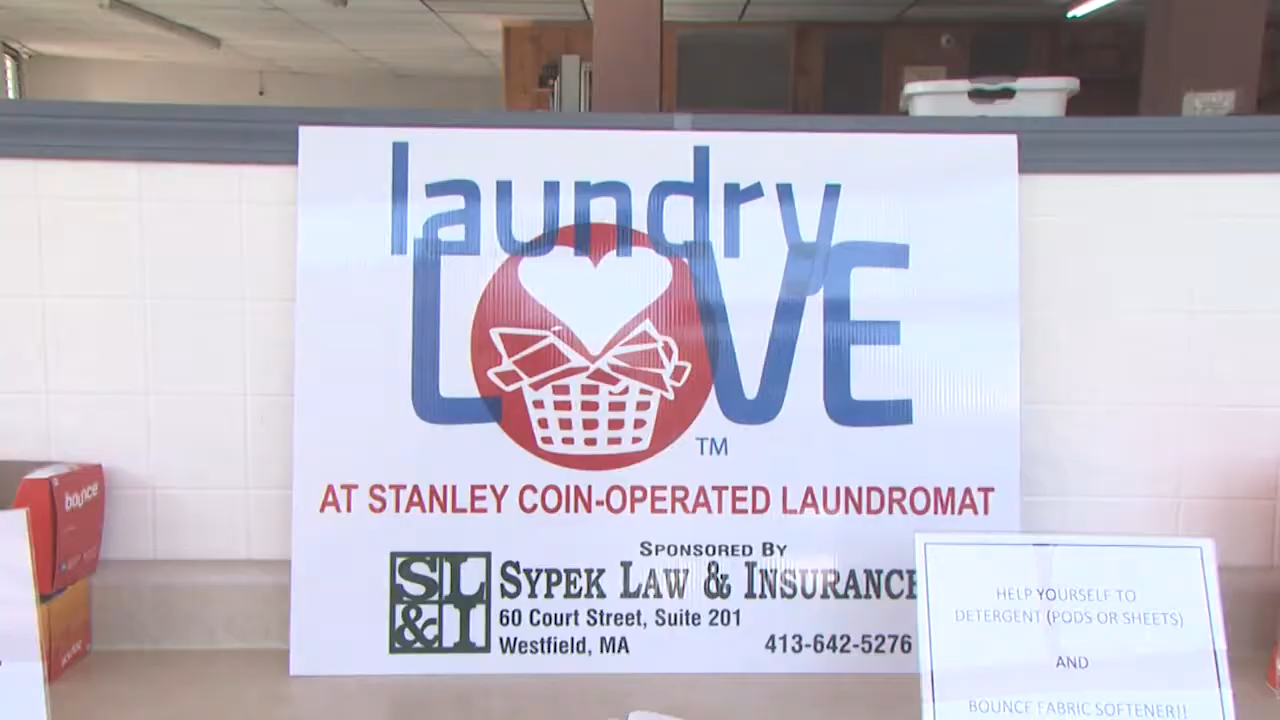 laundry
LOVE
TM
AT STANLEY COIN-OPERATED LAUNDROMAT
SPONSORED BY
SL
&I
SYPEK LAW & INSURANCE
60 Court Street, Suite 201
Westfield, MA 413-642-5276
bounce
HELP YOURSELF TO
DETERGENT (PODS OR SHEETS)
AND
BOUNCE FABRIC SOFTENER!!